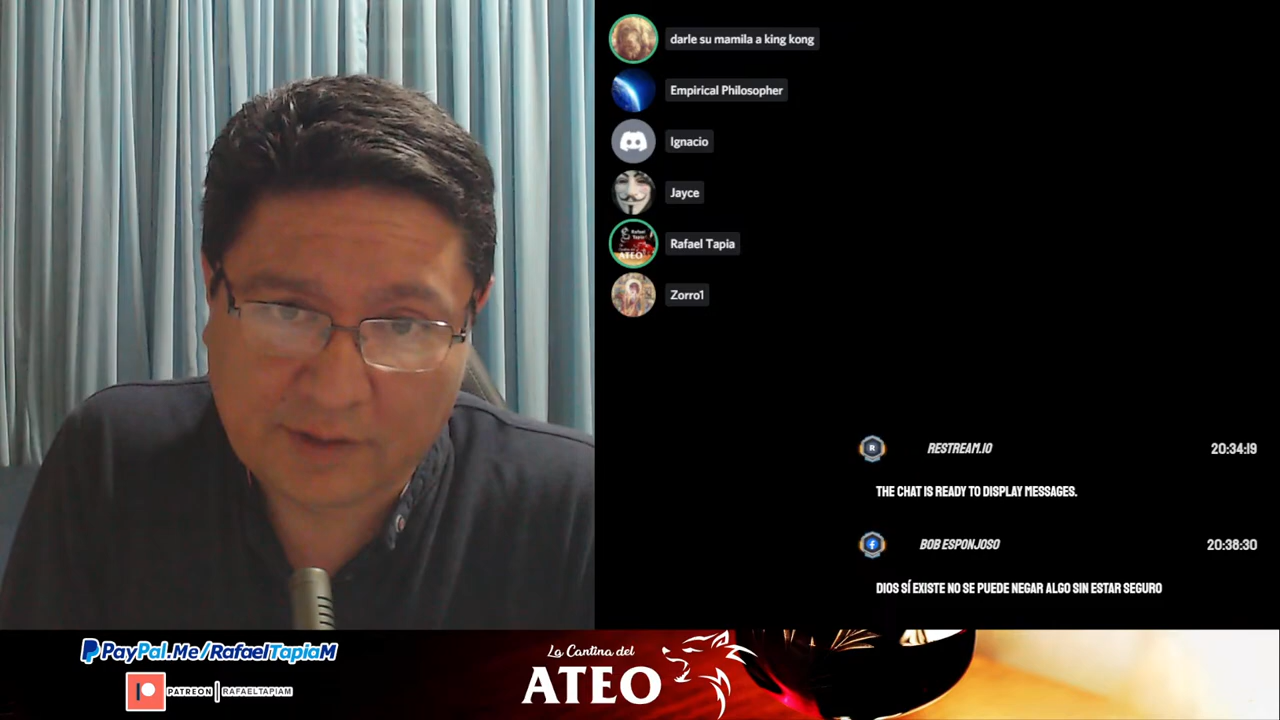 darle su mamila a king kong
Empirical Philosopher
Ignacio
Jayce
Rafael Tapia
Zorro1
RESTREAM.IO
20:34:19
THE CHAT IS READY TO DISPLAY MESSAGES.
BOB ESPONJOSO
20:38:30
DIOS SÍ EXISTE NO SE PUEDE NEGAR ALGO SIN ESTAR SEGURO
PayPal.Me/RafaelTapiaM
PATREON | RAFAELTAPIAM
La Cantina del
ATEO